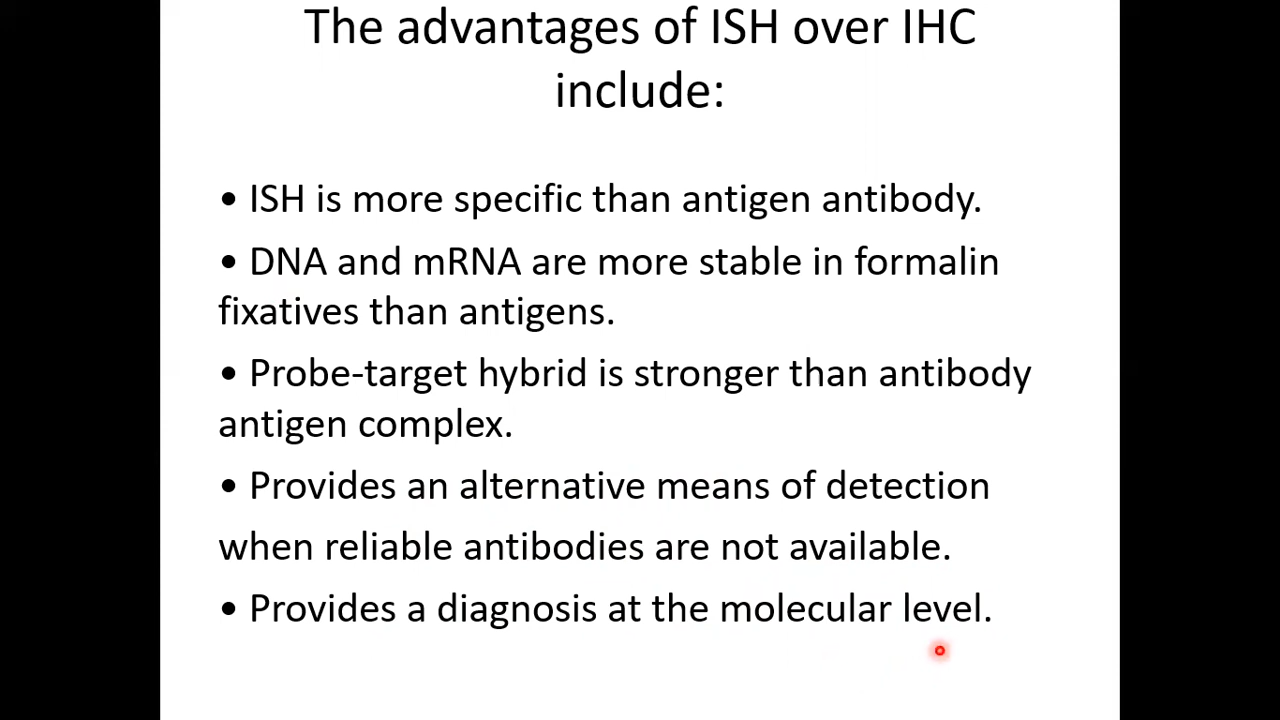 The advantages of ISH over IHC
include:
• ISH is more specific than antigen antibody.
• DNA and mRNA are more stable in formalin
fixatives than antigens.
• Probe-target hybrid is stronger than antibody
antigen complex.
• Provides an alternative means of detection
when reliable antibodies are not available.
• Provides a diagnosis at the molecular level.